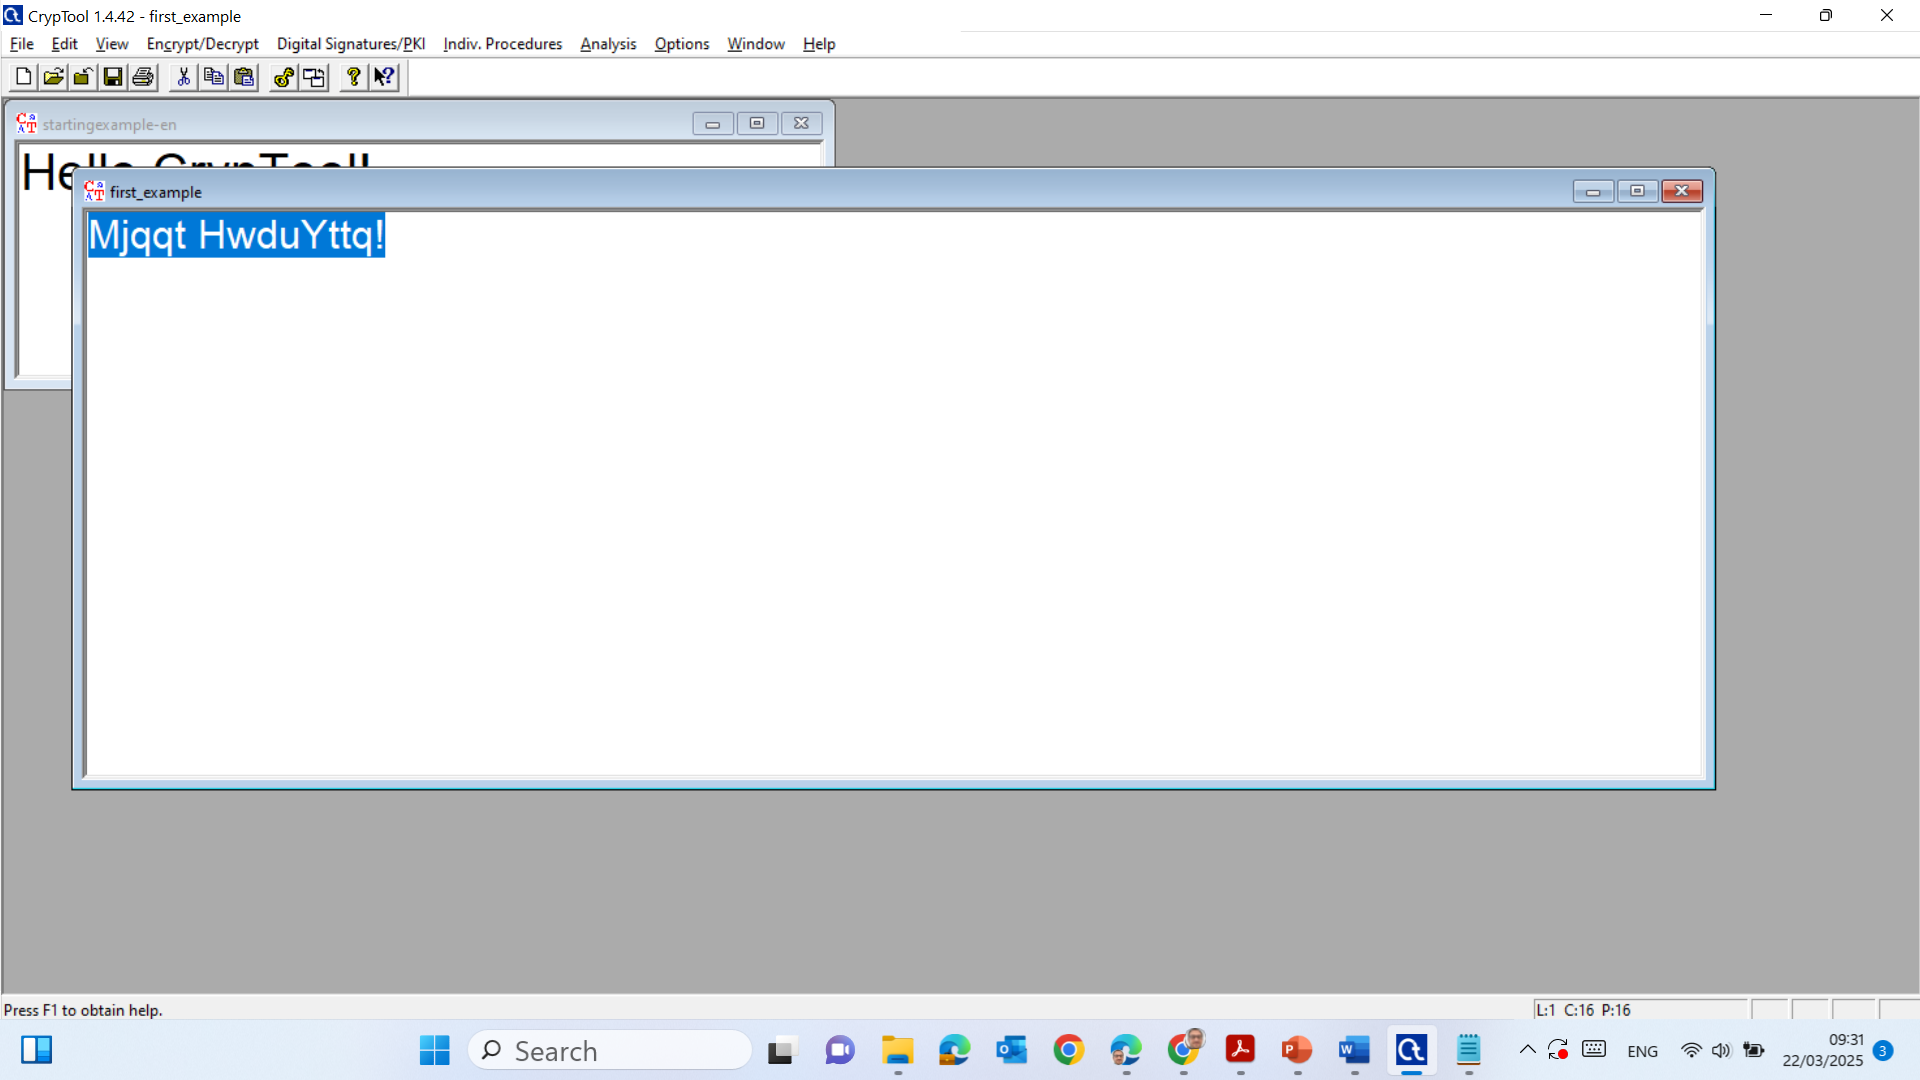 CrypTool 1.4.42 - first_example
File Edit View Encrypt/Decrypt Digital Signatures/PKI Indiv. Procedures Analysis Options Window Help
startingexample-en
Hello CrypTool!
first_example
Mjqqt HwduYttq!
Press F1 to obtain help.
L:1 C:16 P:16
Search
ENG
09:31
22/03/2025
3